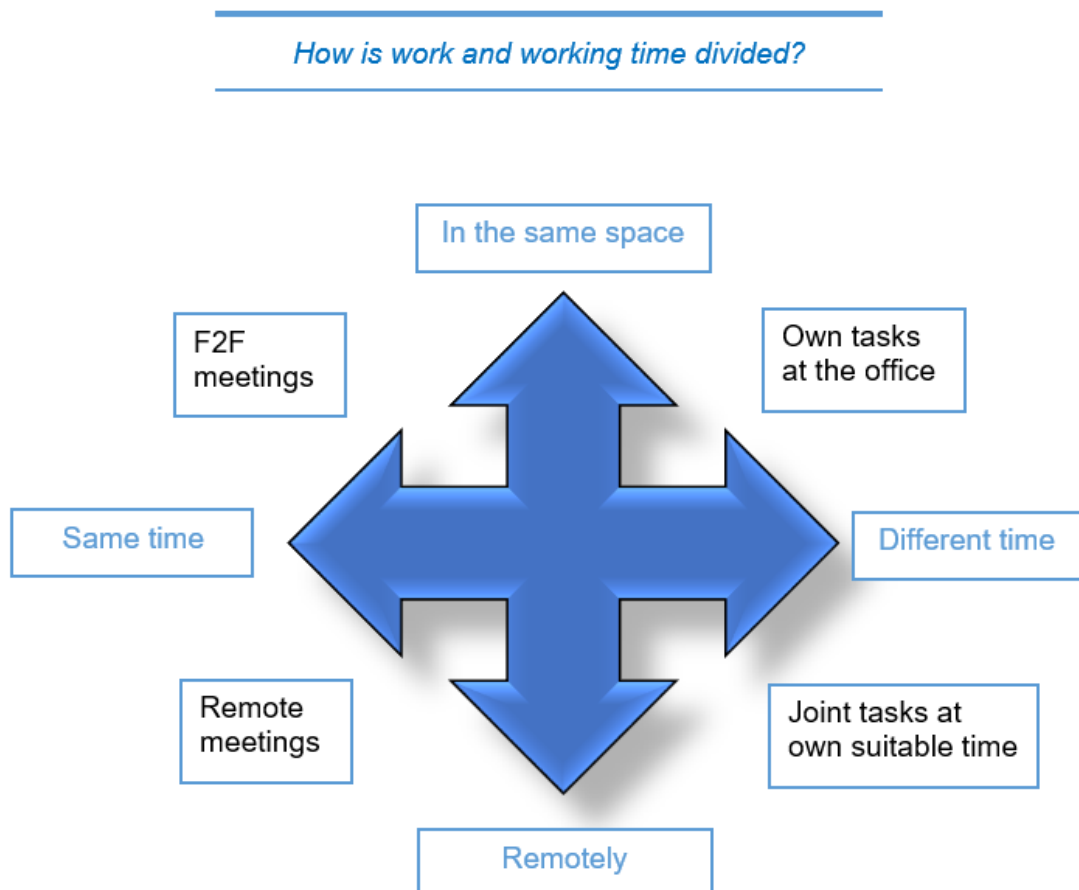 How is work and working time divided?
In the same space
F2F
meetings
Own tasks
at the office
Same time
Different time
Remote
meetings
Joint tasks at
own suitable time
Remotely